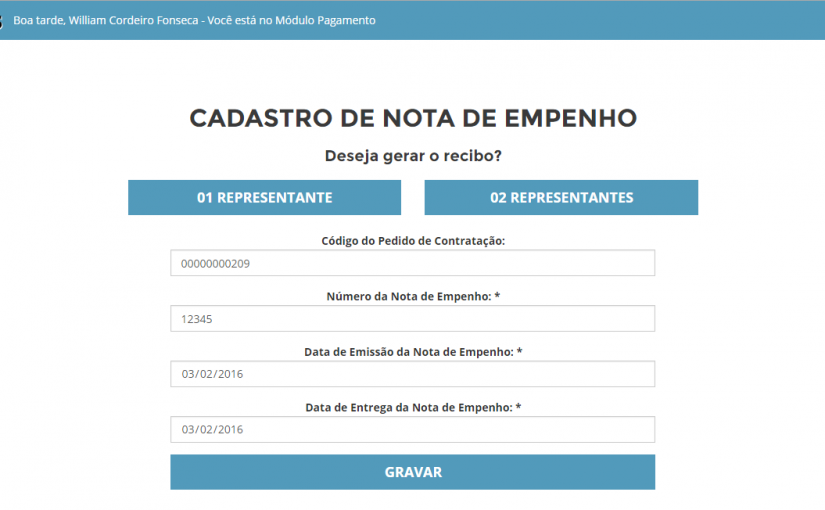 Boa tarde, William Cordeiro Fonseca - Você está no Módulo Pagamento
CADASTRO DE NOTA DE EMPENHO
Deseja gerar o recibo?
01 REPRESENTANTE
02 REPRESENTANTES
Código do Pedido de Contratação:
00000000209
Número da Nota de Empenho: *
12345
Data de Emissão da Nota de Empenho: *
03/02/2016
Data de Entrega da Nota de Empenho: *
03/02/2016
GRAVAR